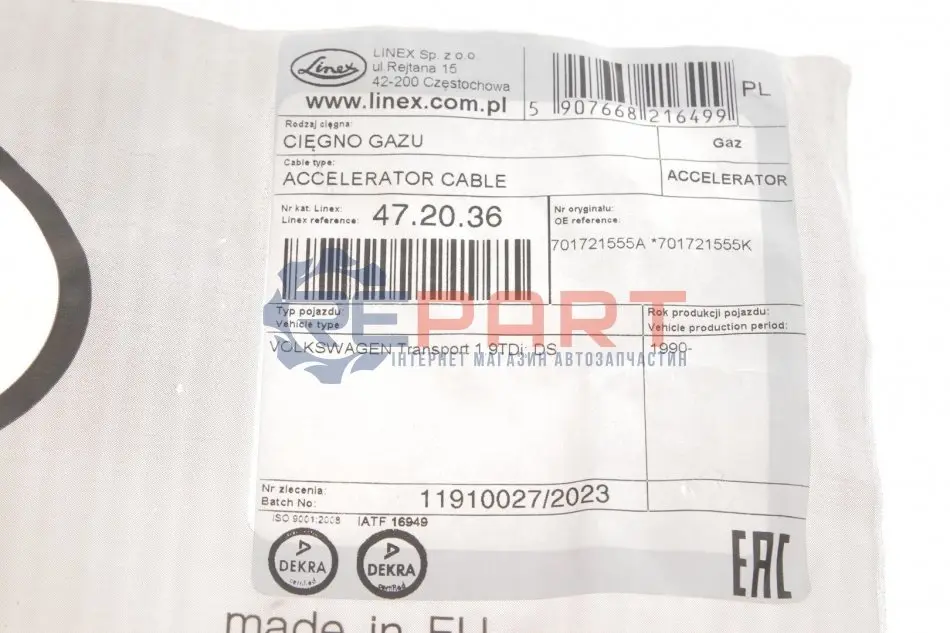 Linex
LINEX Sp. z o.o
ul Rejtana 15
42-200 Częstochowa
www.linex.com.pl
5 907668 216499
PL
Rodzaj cięgna:
CIĘGNO GAZU
Gaz
Cable type:
ACCELERATOR CABLE
ACCELERATOR
Nr kat. Linex:
Linex reference:
47.20.36
Nr oryginału:
OE reference:
701721555A *701721555K
REPART
ІНТЕРНЕТ МАГАЗИН АВТОЗАПЧАСТИН
Typ pojazdu:
Vehicle type
Rok produkcji pojazdu:
Vehicle production period:
VOLKSWAGEN Transport 1.9TDi; DS
1990-
Nr zlecenia:
Batch No:
11910027/2023
ISO 9001:2008
IATF 16949
DEKRA
certified
DEKRA
certified
EAC
made in EU